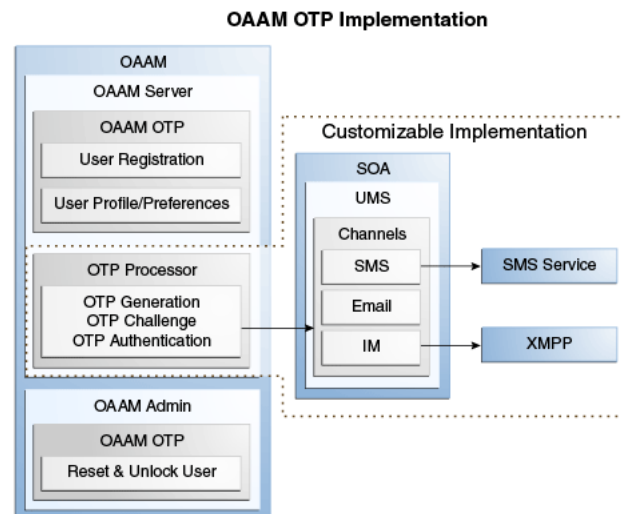 OAAM OTP Implementation
OAAM
OAAM Server
OAAM OTP
User Registration
User Profile/Preferences
OTP Processor
OTP Generation
OTP Challenge
OTP Authentication
OAAM Admin
OAAM OTP
Reset & Unlock User
Customizable Implementation
SOA
UMS
Channels
SMS
Email
IM
SMS Service
XMPP